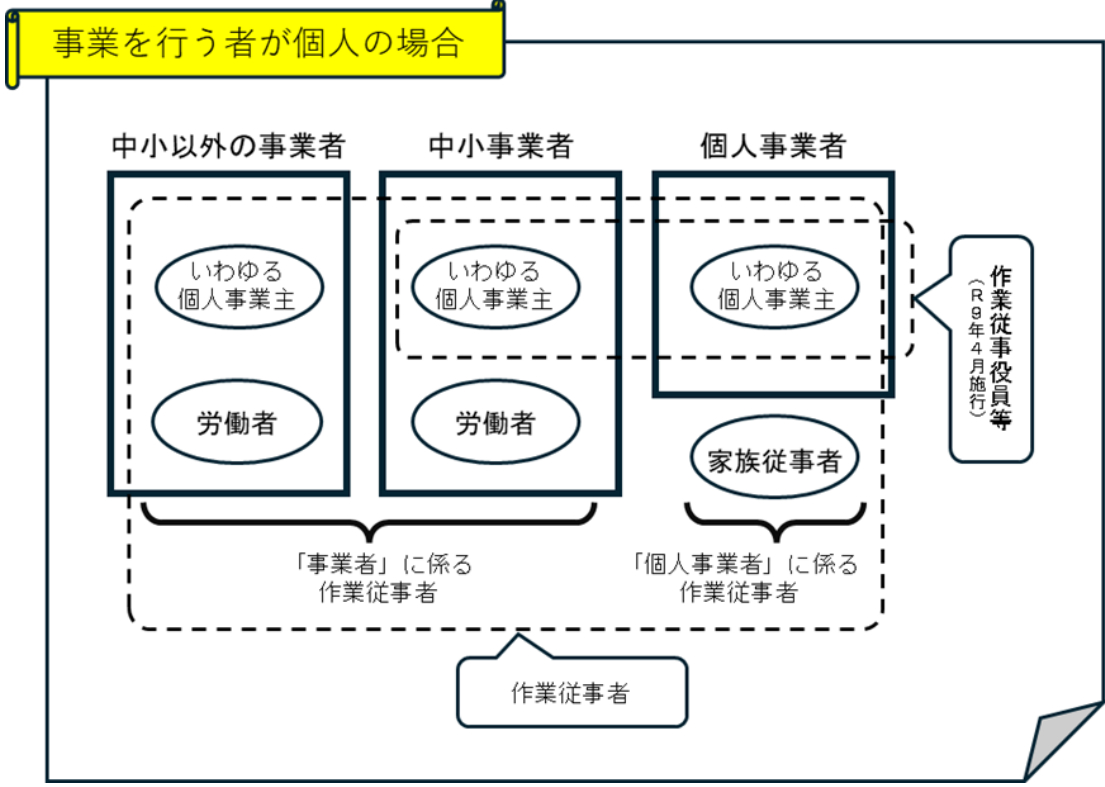 事業を行う者が個人の場合
中小以外の事業者
中小事業者
個人事業者
いわゆる
個人事業主
いわゆる
個人事業主
いわゆる
個人事業主
作業従事役員等
（R9年4月施行）
労働者
労働者
家族従事者
「事業者」に係る
作業従事者
「個人事業者」に係る
作業従事者
作業従事者